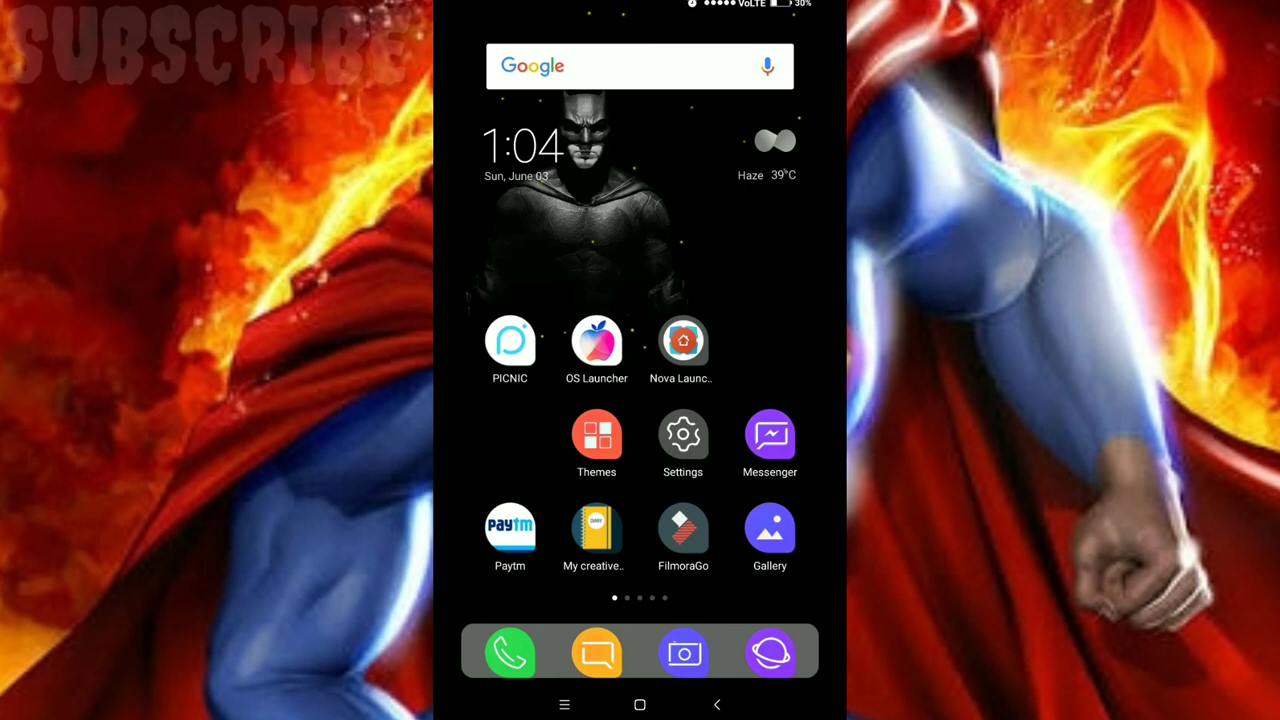 SUBSCRIBE
VoLTE 30%
Google
1:04
Sun, June 03
Haze 39°C
PICNIC OS Launcher Nova Launc..
Themes Settings Messenger
paytm
DIARY
Paytm My creative.. FilmoraGo Gallery